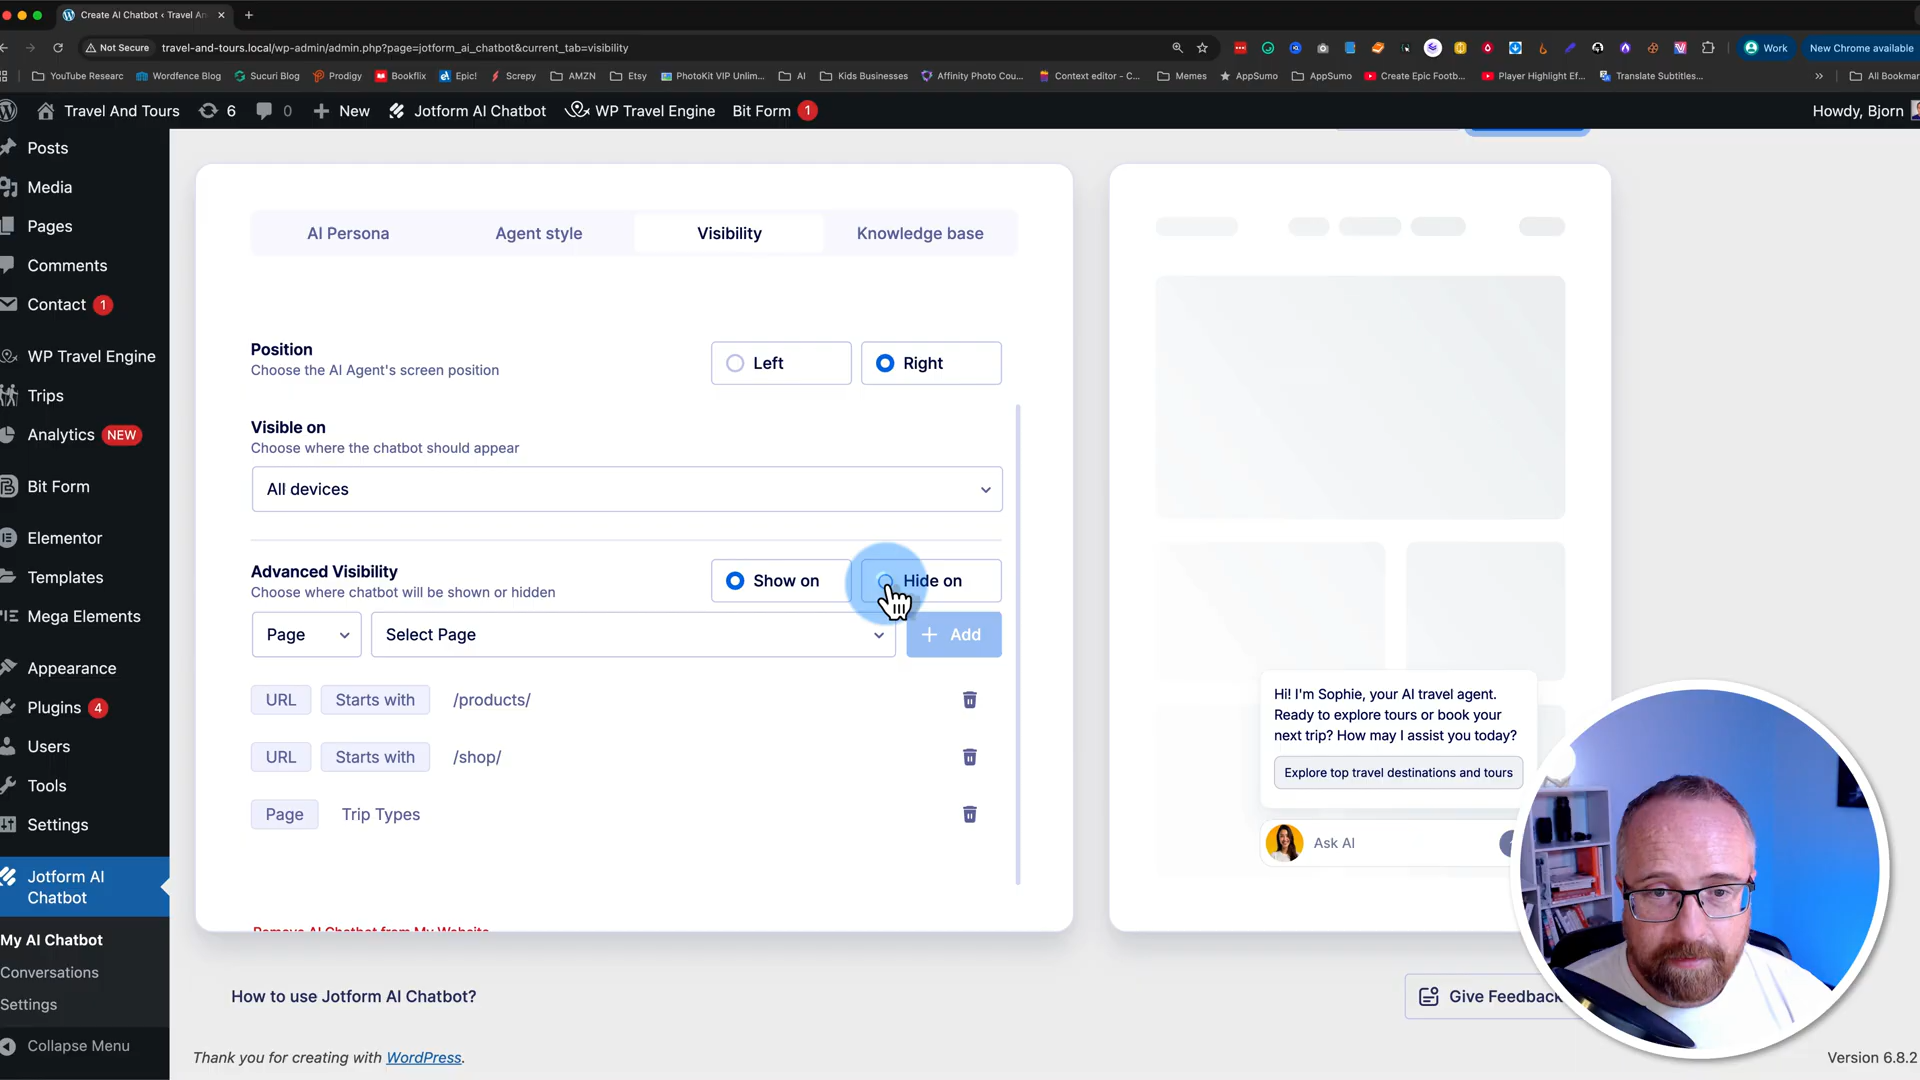 Create AI Chatbot ‹ Travel An
Not Secure
travel-and-tours.local/wp-admin/admin.php?page=jotform_ai_chatbot&current_tab=visibility
Work
New Chrome available
YouTube Researc
Wordfence Blog
Sucuri Blog
Prodigy
Bookflix
Epic!
Screpy
AMZN
Etsy
PhotoKit VIP Unlim...
AI
Kids Businesses
Affinity Photo Cou...
Context editor - C...
Memes
AppSumo
AppSumo
Create Epic Footb...
Player Highlight Ef...
Translate Subtitles...
»
All Bookmar
Travel And Tours
6
0
New
Jotform AI Chatbot
WP Travel Engine
Bit Form 1
Howdy, Bjorn
Posts
Media
Pages
Comments
Contact 1
WP Travel Engine
Trips
Analytics NEW
Bit Form
Elementor
Templates
Mega Elements
Appearance
Plugins 4
Users
Tools
Settings
Jotform AI
Chatbot
My AI Chatbot
Conversations
Settings
Collapse Menu
AI Persona
Agent style
Visibility
Knowledge base
Position
Choose the AI Agent's screen position
Left
Right
Visible on
Choose where the chatbot should appear
All devices
Advanced Visibility
Choose where chatbot will be shown or hidden
Show on
Hide on
Page
Select Page
+ Add
URL Starts with /products/
URL Starts with /shop/
Page Trip Types
Remove AI Chatbot from My Website
Hi! I'm Sophie, your AI travel agent.
Ready to explore tours or book your
next trip? How may I assist you today?
Explore top travel destinations and tours
Ask AI
How to use Jotform AI Chatbot?
Give Feedback
Thank you for creating with WordPress.
Version 6.8.2